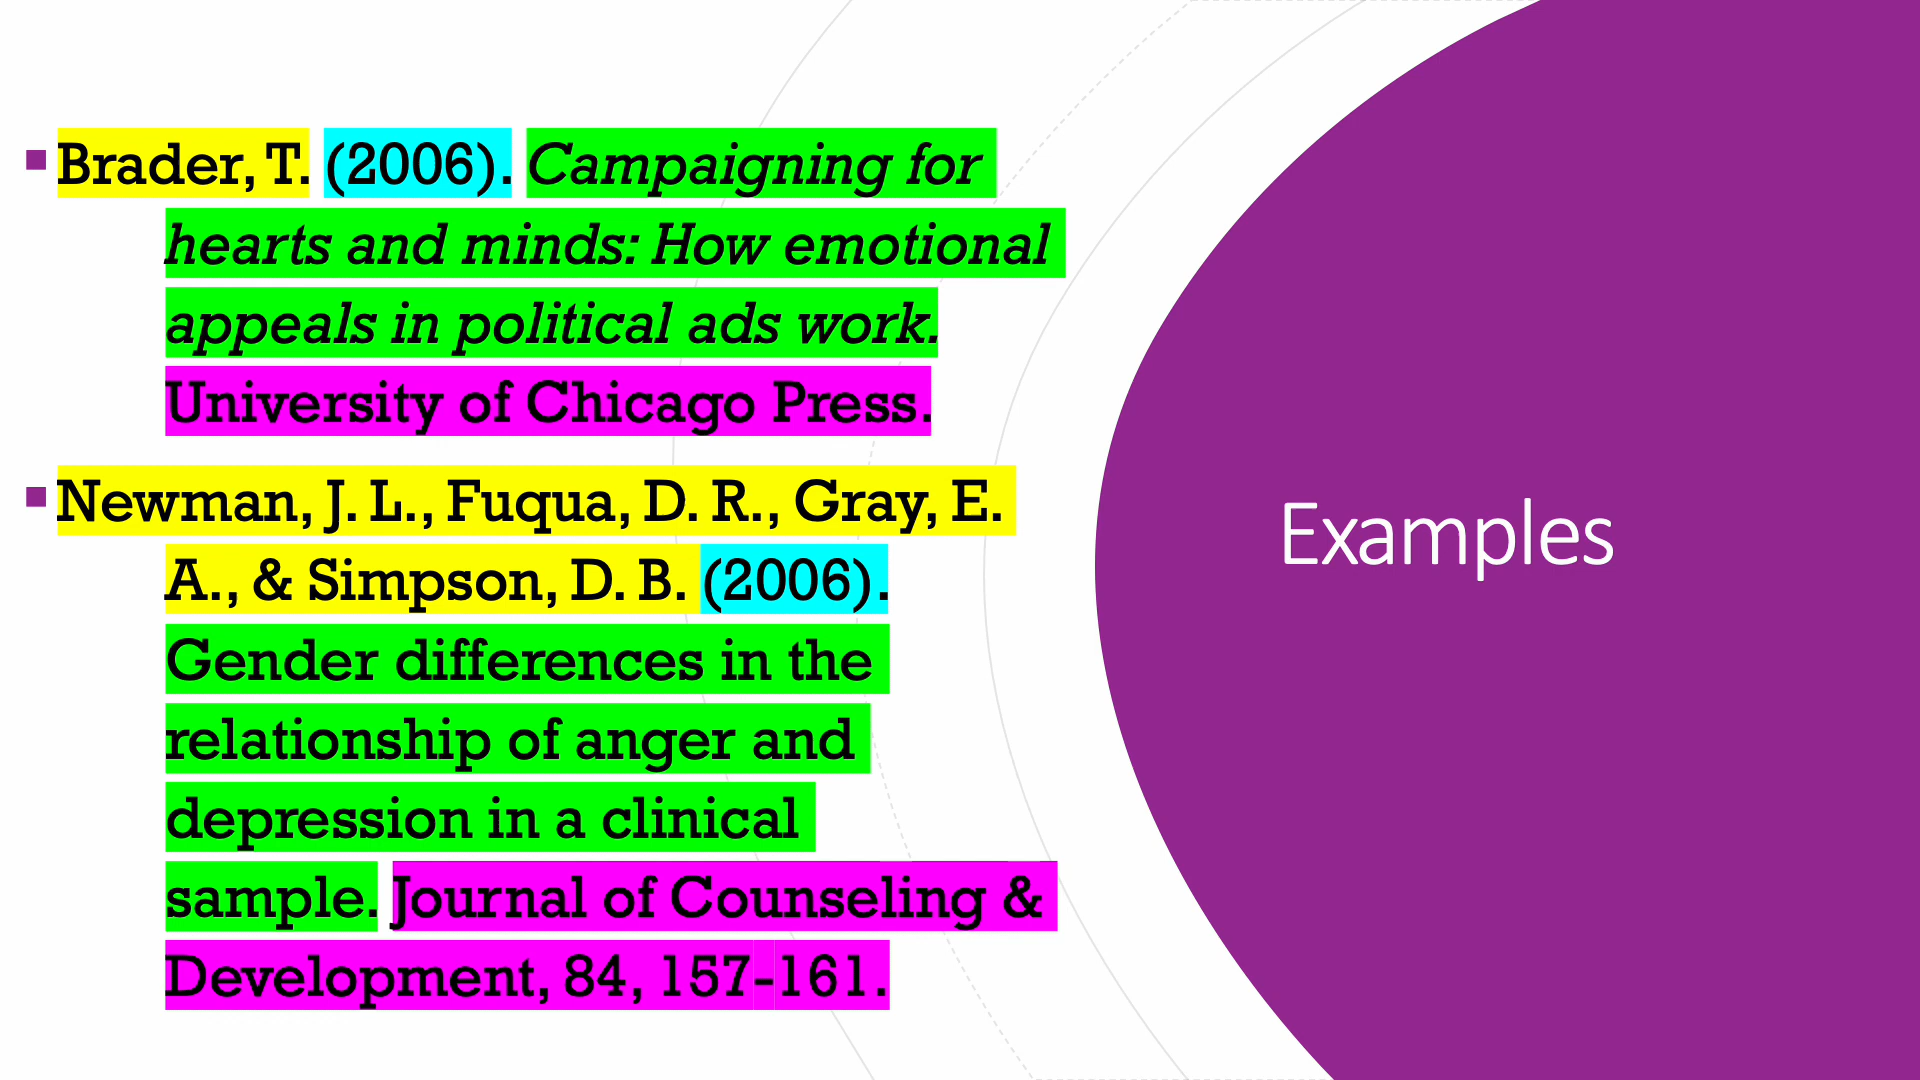 Brader, T. (2006). Campaigning for
hearts and minds: How emotional
appeals in political ads work.
University of Chicago Press.
Newman, J. L., Fuqua, D. R., Gray, E.
A., & Simpson, D. B. (2006).
Gender differences in the
relationship of anger and
depression in a clinical
sample. Journal of Counseling &
Development, 84, 157-161.
Examples